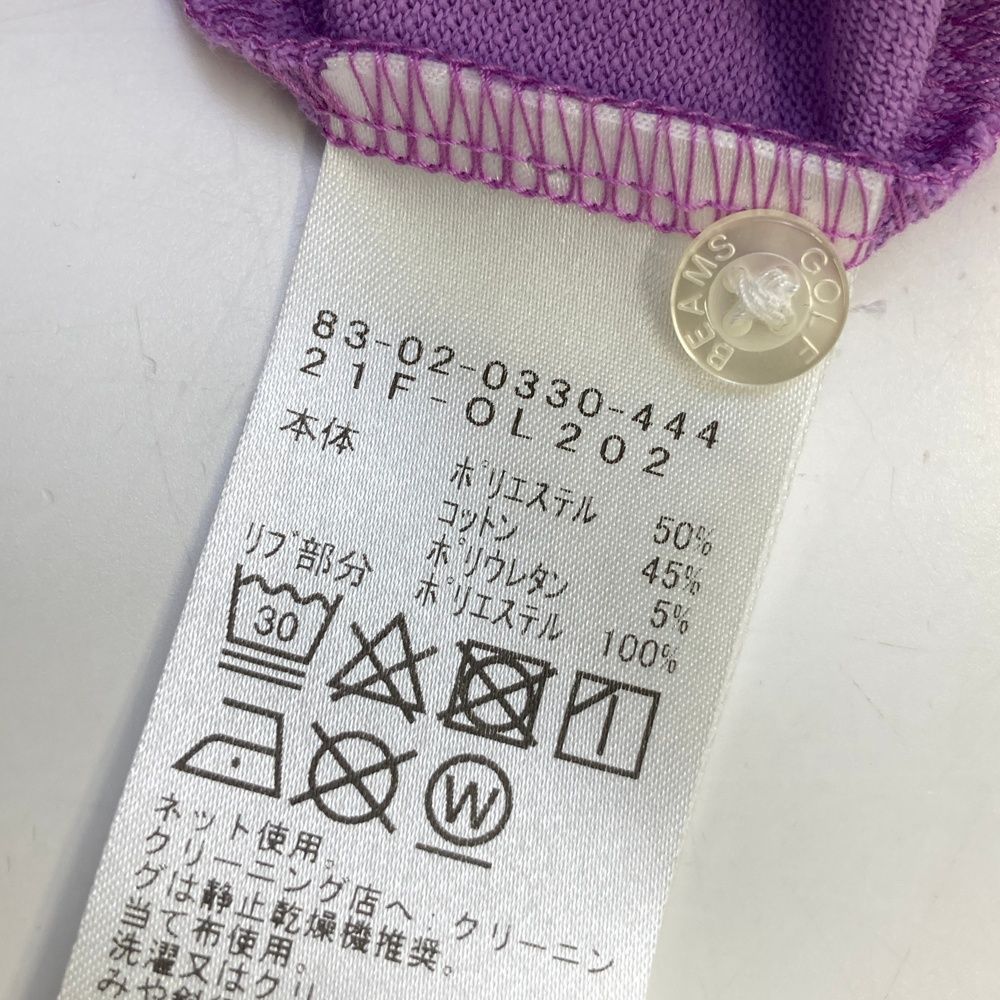 BEAMS GOLF
83-02-0330-444
21F-OL202
本体 ポリエステル 50%
コットン 45%
ポリウレタン 5%
リブ部分 ポリエステル 100%
30
W
ネット使用。
クリーニング店へ：クリーニン
グは静止乾燥機推奨。
当て布使用。
洗濯又はクリ
みや